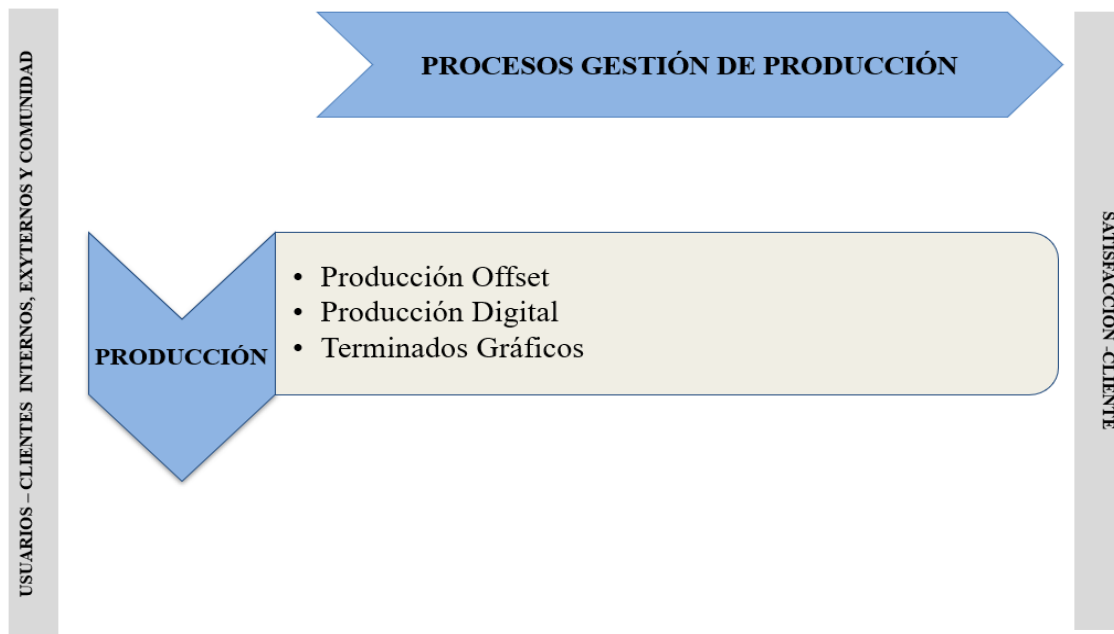 USUARIOS – CLIENTES INTERNOS, EXYTERNOS Y COMUNIDAD
PROCESOS GESTIÓN DE PRODUCCIÓN
PRODUCCIÓN
• Producción Offset
• Producción Digital
• Terminados Gráficos
SATISFACCIÓN -CLIENTE